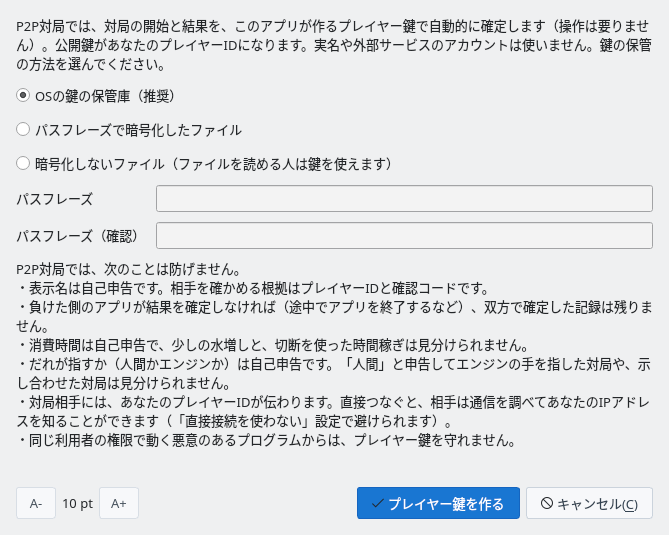 P2P対局では、対局の開始と結果を、このアプリが作るプレイヤー鍵で自動的に確定します（操作は要りませ
ん）。公開鍵があなたのプレイヤーIDになります。実名や外部サービスのアカウントは使いません。鍵の保管
の方法を選んでください。
OSの鍵の保管庫（推奨）
パスフレーズで暗号化したファイル
暗号化しないファイル（ファイルを読める人は鍵を使えます）
パスフレーズ
パスフレーズ（確認）
P2P対局では、次のことは防げません。
・表示名は自己申告です。相手を確かめる根拠はプレイヤーIDと確認コードです。
・負けた側のアプリが結果を確定しなければ（途中でアプリを終了するなど）、双方で確定した記録は残りま
せん。
・消費時間は自己申告で、少しの水増しと、切断を使った時間稼ぎは見分けられません。
・だれが指すか（人間かエンジンか）は自己申告です。「人間」と申告してエンジンの手を指した対局や、示
し合わせた対局は見分けられません。
・対局相手には、あなたのプレイヤーIDが伝わります。直接つなぐと、相手は通信を調べてあなたのIPアドレ
スを知ることができます（「直接接続を使わない」設定で避けられます）。
・同じ利用者の権限で動く悪意のあるプログラムからは、プレイヤー鍵を守れません。
A- 10 pt A+ プレイヤー鍵を作る キャンセル(C)